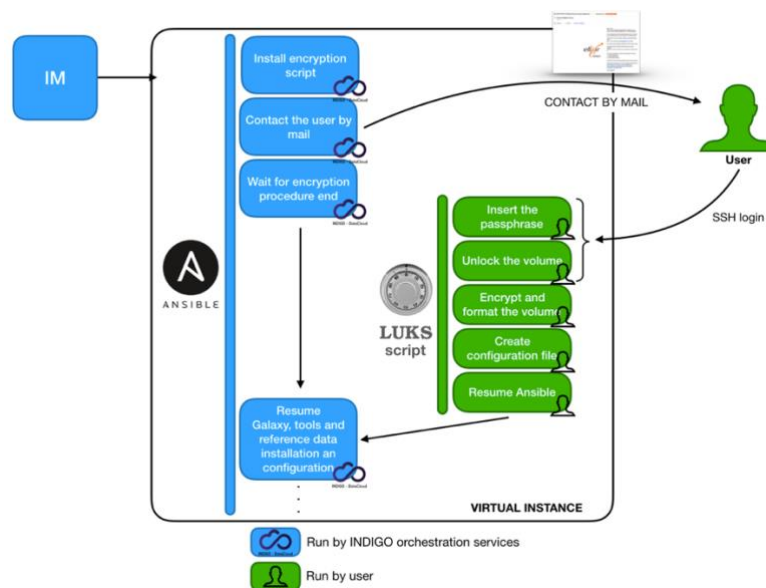 IM
Install encryption
script
Contact the user by
mail
Wait for encryption
procedure end
CONTACT BY MAIL
User
SSH login
Insert the
passphrase
Unlock the volume
Encrypt and
format the volume
Create
configuration file
Resume Ansible
ANSIBLE
LUKS
script
Resume
Galaxy, tools and
reference data
installation an
configuration
VIRTUAL INSTANCE
Run by INDIGO orchestration services
Run by user